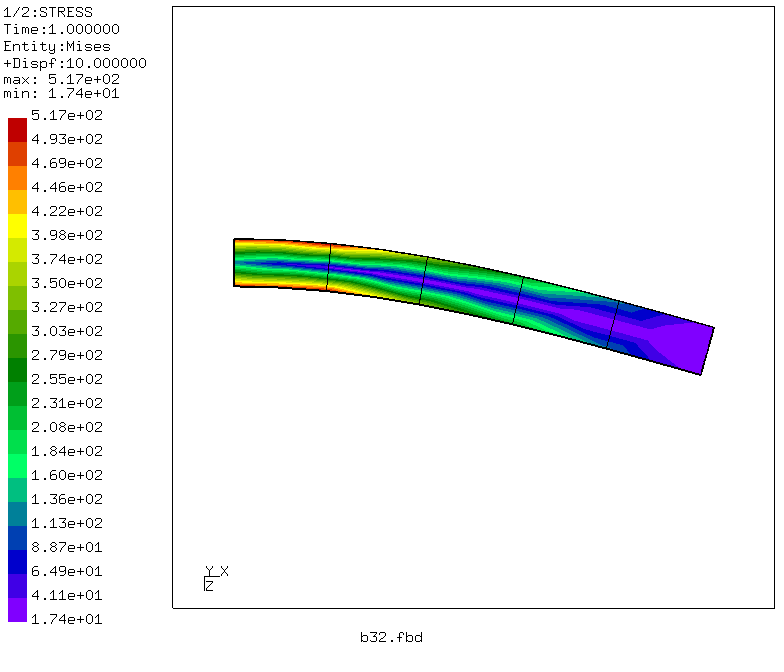 1/2:STRESS
Time:1.000000
Entity:Mises
+Dispf:10.000000
max: 5.17e+02
min: 1.74e+01
5.17e+02
4.93e+02
4.69e+02
4.46e+02
4.22e+02
3.98e+02
3.74e+02
3.50e+02
3.27e+02
3.03e+02
2.79e+02
2.55e+02
2.31e+02
2.08e+02
1.84e+02
1.60e+02
1.36e+02
1.13e+02
8.87e+01
6.49e+01
4.11e+01
1.74e+01
Y X
Z
b32.fbd